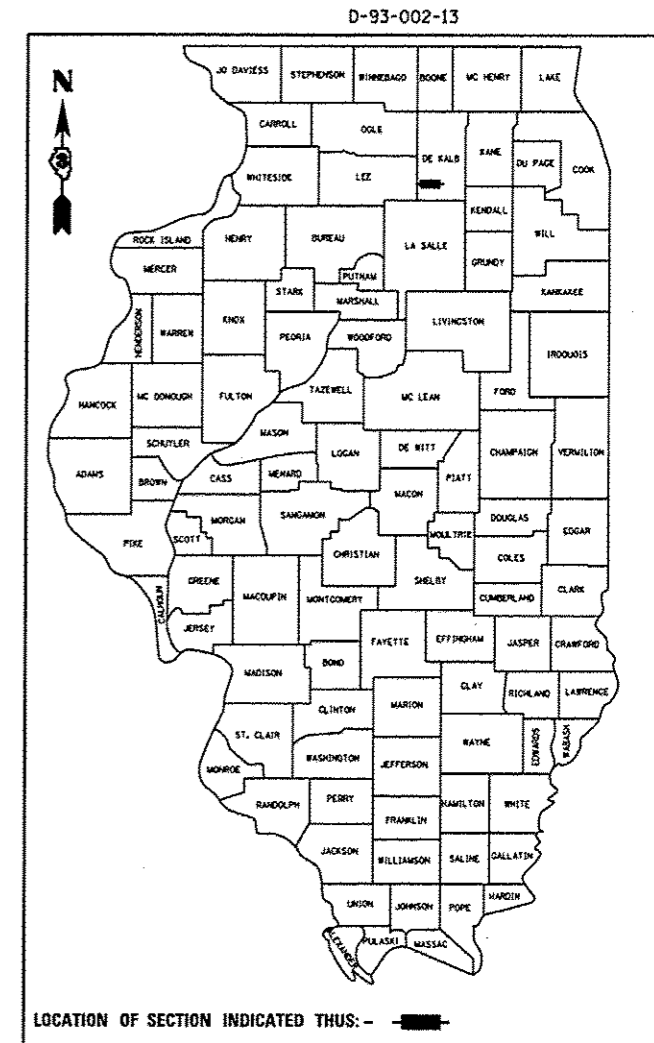 D-93-002-13
N
JO DAVIESS STEPHENSON WINNEBAGO BOONE MC HENRY LAKE
CARROLL OGLE DE KALB KANE DU PAGE COOK
WHITESIDE LEE
KENDALL WILL
ROCK ISLAND HENRY BUREAU LA SALLE GRUNDY
MERCER PUTNAM KANKAKEE
STARK MARSHALL
HENDERSON WARREN KNOX PEORIA WOODFORD LIVINGSTON IROQUOIS
HANCOCK MC DONOUGH FULTON TAZEWELL MC LEAN FORD
SCHUYLER MASON LOGAN DE WITT CHAMPAIGN VERMILION
ADAMS BROWN CASS MENARD MACON PIATT
PIKE SCOTT MORGAN SANGAMON CHRISTIAN MOULTRIE DOUGLAS EDGAR
COLES
CALHOUN GREENE MACOUPIN MONTGOMERY SHELBY CUMBERLAND CLARK
JERSEY FAYETTE EFFINGHAM JASPER CRAWFORD
MADISON BOND CLAY RICHLAND LAWRENCE
CLINTON MARION
ST. CLAIR WASHINGTON JEFFERSON WAYNE EDWARDS WABASH
MONROE
RANDOLPH PERRY FRANKLIN HAMILTON WHITE
JACKSON WILLIAMSON SALINE GALLATIN
UNION JOHNSON POPE HARDIN
ALEXANDER PULASKI MASSAC
LOCATION OF SECTION INDICATED THUS: -